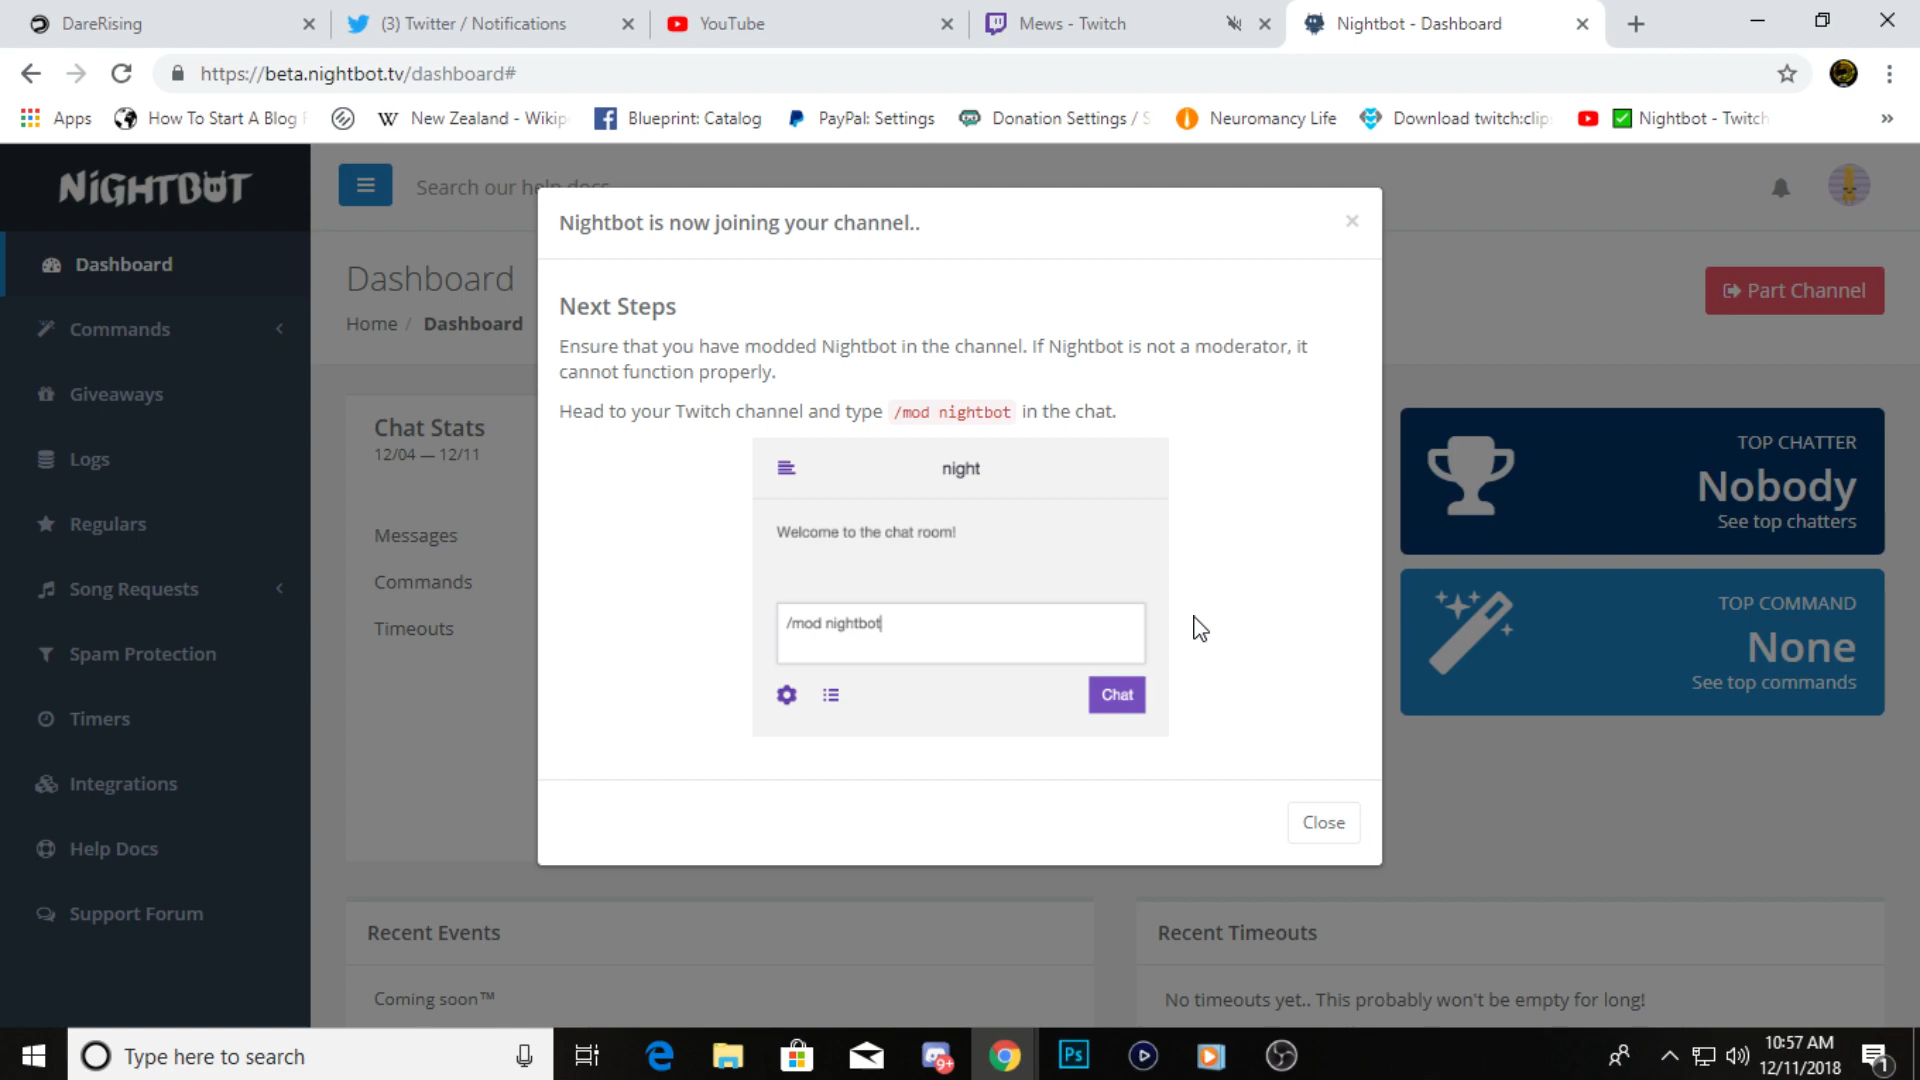 DareRising
(3) Twitter / Notifications
YouTube
Mews - Twitch
Nightbot - Dashboard
https://beta.nightbot.tv/dashboard#
Apps
How To Start A Blog
New Zealand - Wikip
Blueprint: Catalog
PayPal: Settings
Donation Settings / S
Neuromancy Life
Download twitch:clip
Nightbot - Twitch
»
NiGHTBOT
Search our help docs
Dashboard
Commands
Giveaways
Logs
Regulars
Song Requests
Spam Protection
Timers
Integrations
Help Docs
Support Forum
Dashboard
Home / Dashboard
Part Channel
Nightbot is now joining your channel..
×
Next Steps
Ensure that you have modded Nightbot in the channel. If Nightbot is not a moderator, it
cannot function properly.
Head to your Twitch channel and type /mod nightbot in the chat.
night
Welcome to the chat room!
/mod nightbot
Chat
Close
Chat Stats
12/04 — 12/11
Messages
Commands
Timeouts
TOP CHATTER
Nobody
See top chatters
TOP COMMAND
None
See top commands
Recent Events
Coming soon™
Recent Timeouts
No timeouts yet.. This probably won't be empty for long!
Type here to search
9+
Ps
10:57 AM
12/11/2018
1